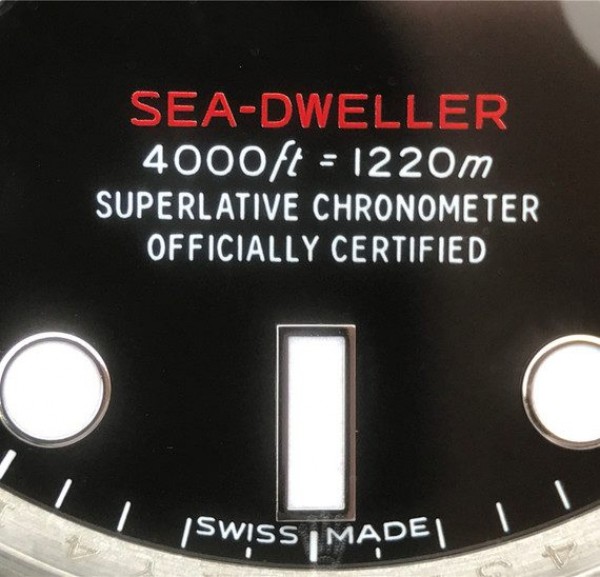 SEA-DWELLER
4000ft = 1220m
SUPERLATIVE CHRONOMETER
OFFICIALLY CERTIFIED
SWISS MADE